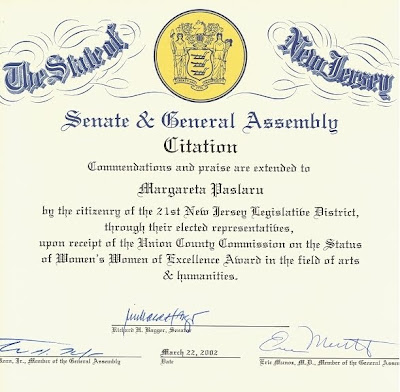 The State of New Jersey
Senate & General Assembly
Citation
Commendations and praise are extended to
Margareta Paslaru
by the citizenry of the 21st New Jersey Legislative District,
through their elected representatives,
upon receipt of the Union County Commission on the Status
of Women's Women of Excellence Award in the field of arts
& humanities.
Richard H. Bagger, Senator
Jr., Member of the General Assembly
March 22, 2002
Date
Eric Munoz, M.D., Member of the General Assem